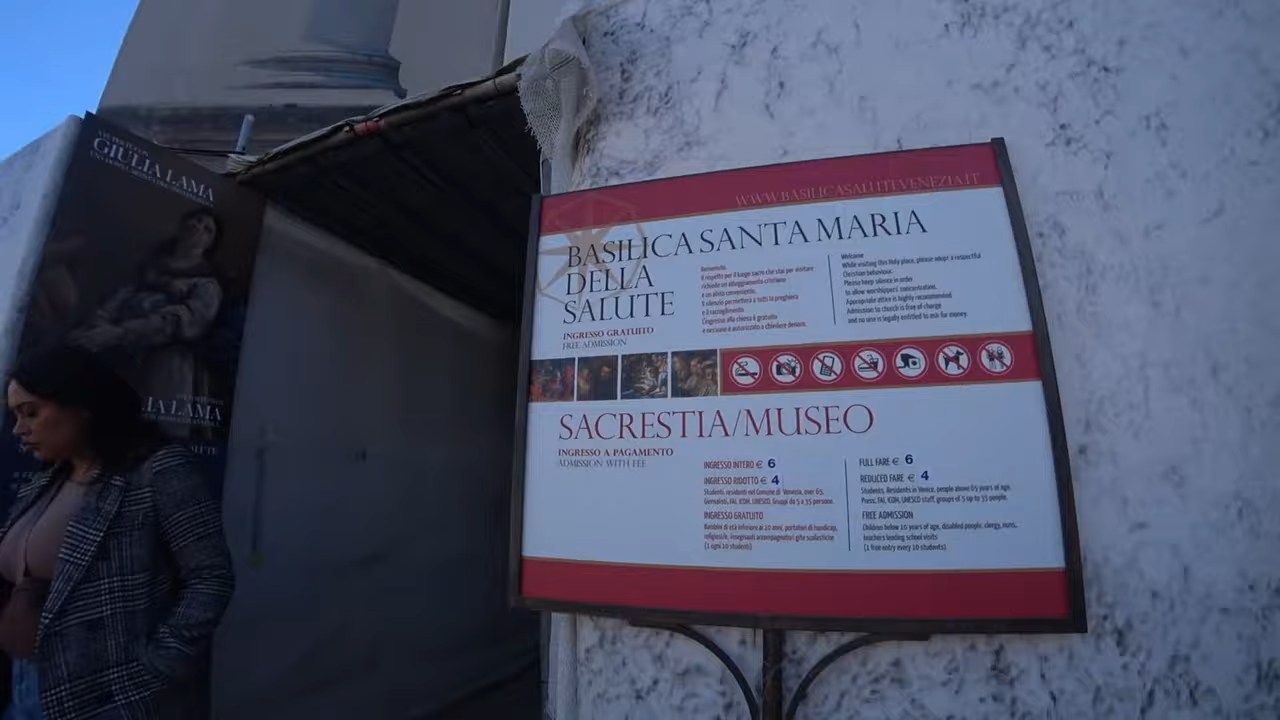 GIULIA LAMA
WWW.BASILICASALUTEVENEZIA.IT
BASILICA SANTA MARIA
DELLA
SALUTE
INGRESSO GRATUITO
FREE ADMISSION
Benvenuto.
Il rispetto per il luogo sacro che stai per visitare
richiede un atteggiamento cristiano
e un abito conveniente.
Il silenzio permetterà a tutti la preghiera
e il raccoglimento.
L'ingresso alla chiesa è gratuito
e nessuno è autorizzato a chiedere denaro.
Welcome
While visiting this Holy place, please adopt a respectful
Christian behaviour.
Please keep silence in order
to allow worshippers' concentration.
Appropriate attire is highly recommended.
Admission to church is free of charge
and no one is legally entitled to ask for money.
SACRESTIA/MUSEO
INGRESSO A PAGAMENTO
ADMISSION WITH FEE
INGRESSO INTERO € 6
INGRESSO RIDOTTO € 4
Studenti, residenti nel Comune di Venezia, over 65,
Giornalisti, FAI, ICOM, UNESCO, Gruppi da 5 a 35 persone.
INGRESSO GRATUITO
Bambini di età inferiore ai 10 anni, portatori di handicap,
religiosi/e, insegnanti accompagnatori gite scolastiche
(1 ogni 10 studenti)
FULL FARE € 6
REDUCED FARE € 4
Students, Residents in Venice, people above 65 years of age,
Press, FAI, ICOM, UNESCO staff, groups of 5 up to 35 people.
FREE ADMISSION
Children below 10 years of age, disabled people, clergy, nuns,
teachers leading school visits
(1 free entry every 10 students)
LIA LAMA